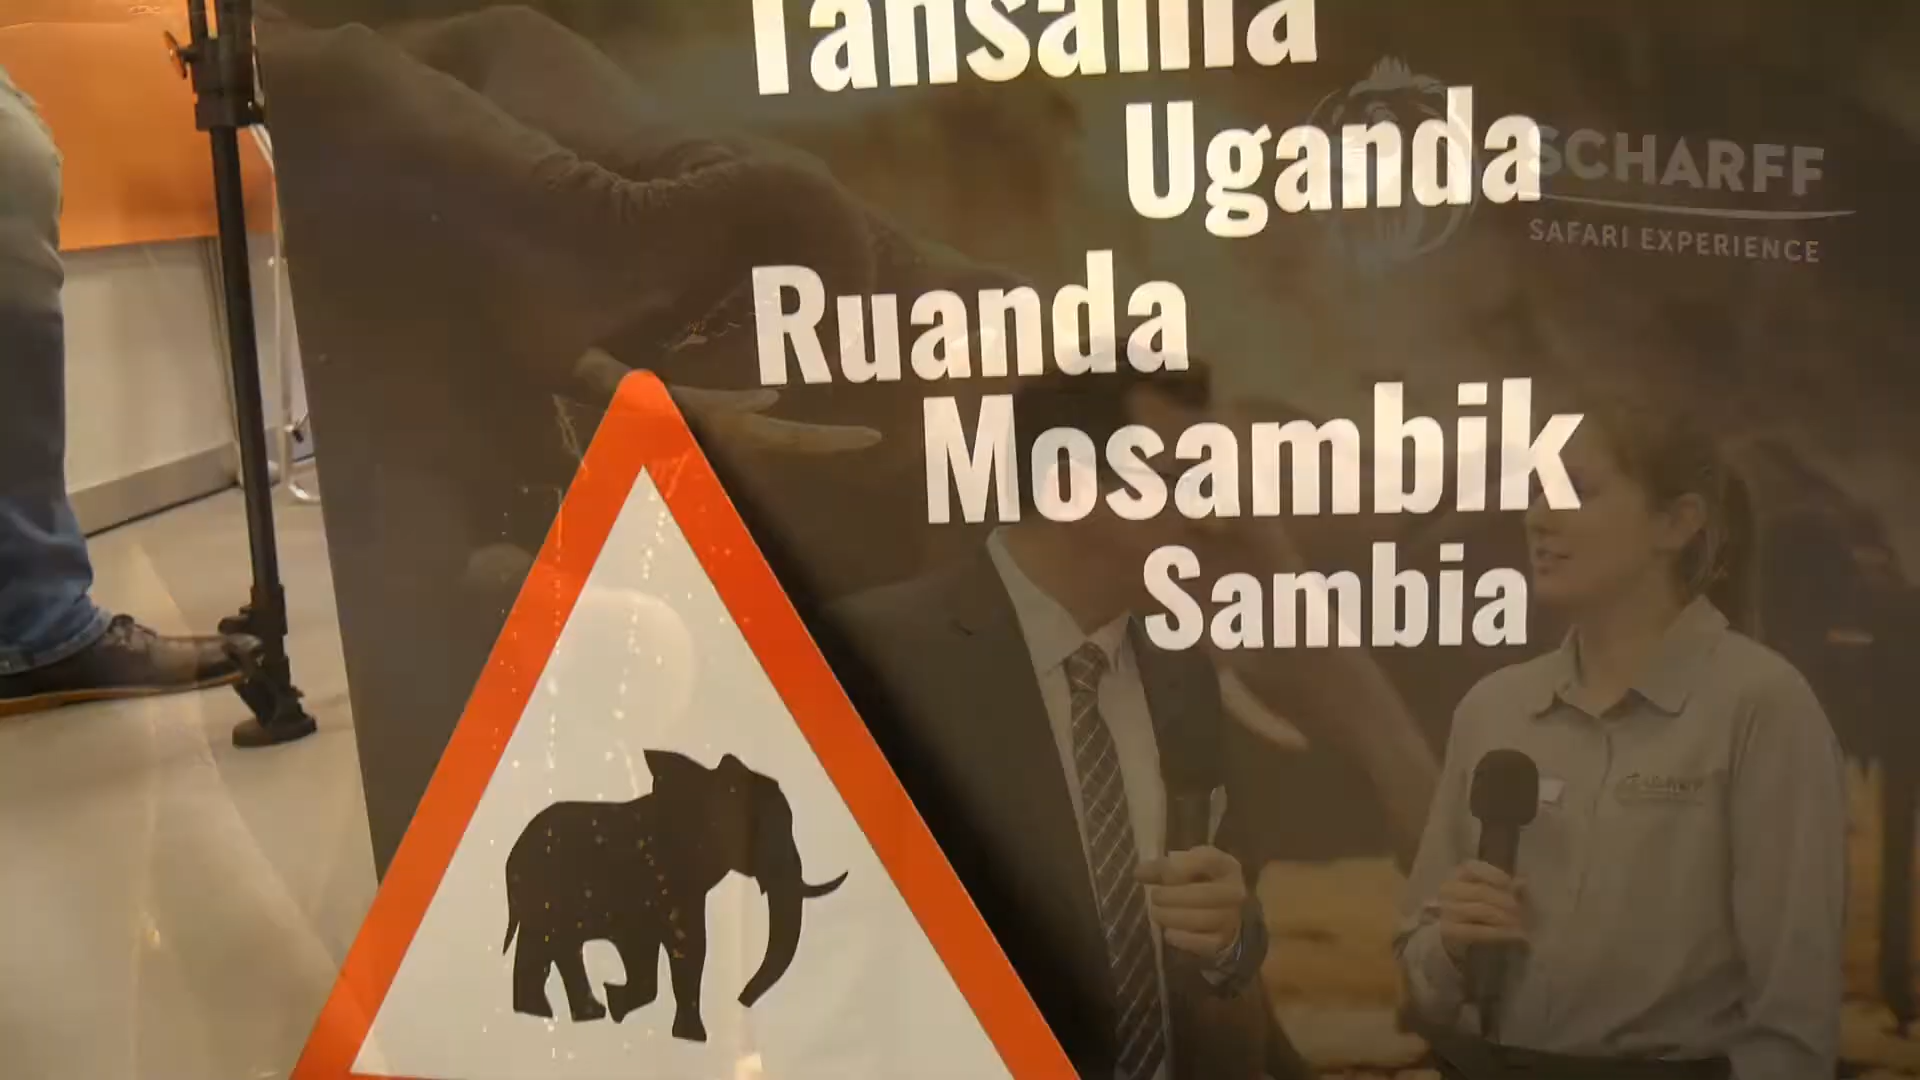 Tansania
Uganda
SCHARFF
SAFARI EXPERIENCE
Ruanda
Mosambik
Sambia